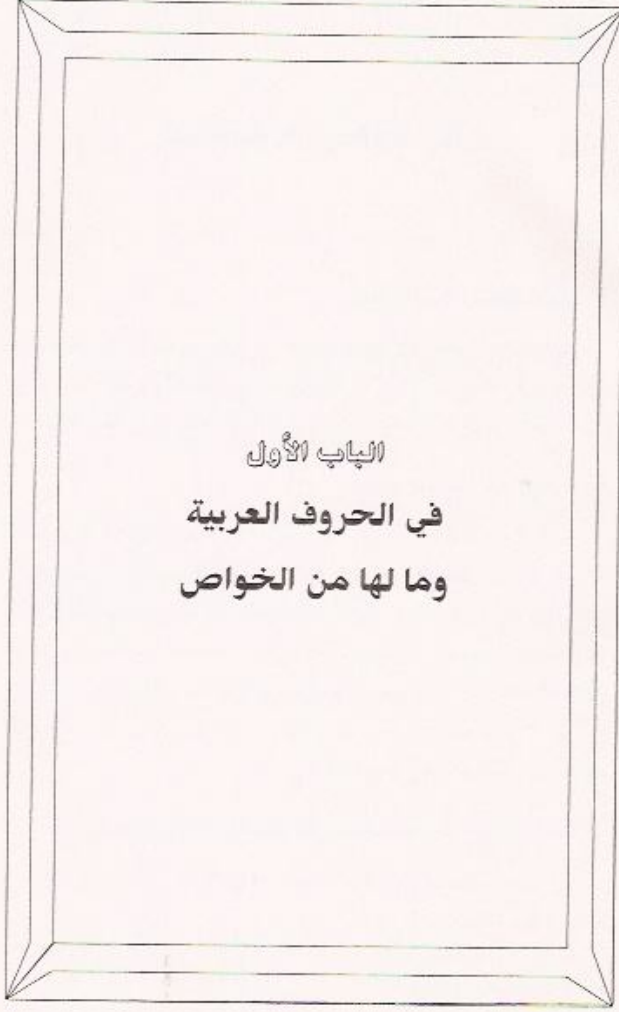 الباب الأول
في الحروف العربية
وما لها من الخواص